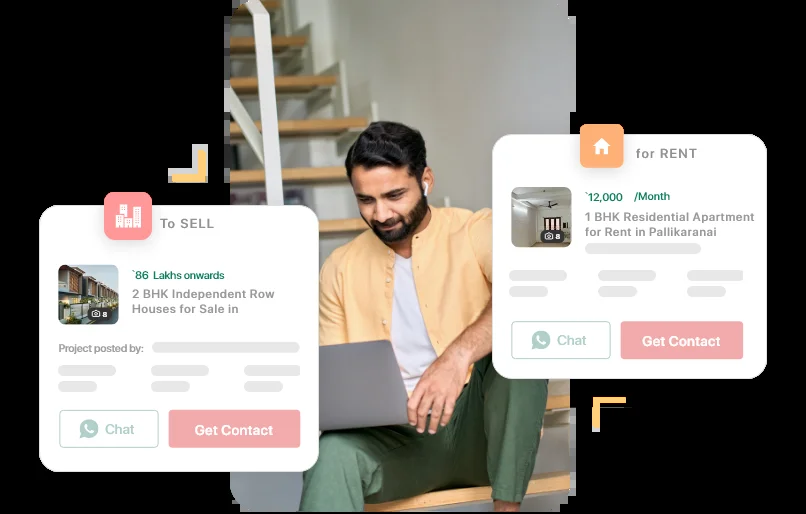 To SELL
`86 Lakhs onwards
2 BHK Independent Row
Houses for Sale in
8
Project posted by:
Chat
Get Contact
for RENT
`12,000 /Month
1 BHK Residential Apartment
for Rent in Pallikaranai
8
Chat
Get Contact